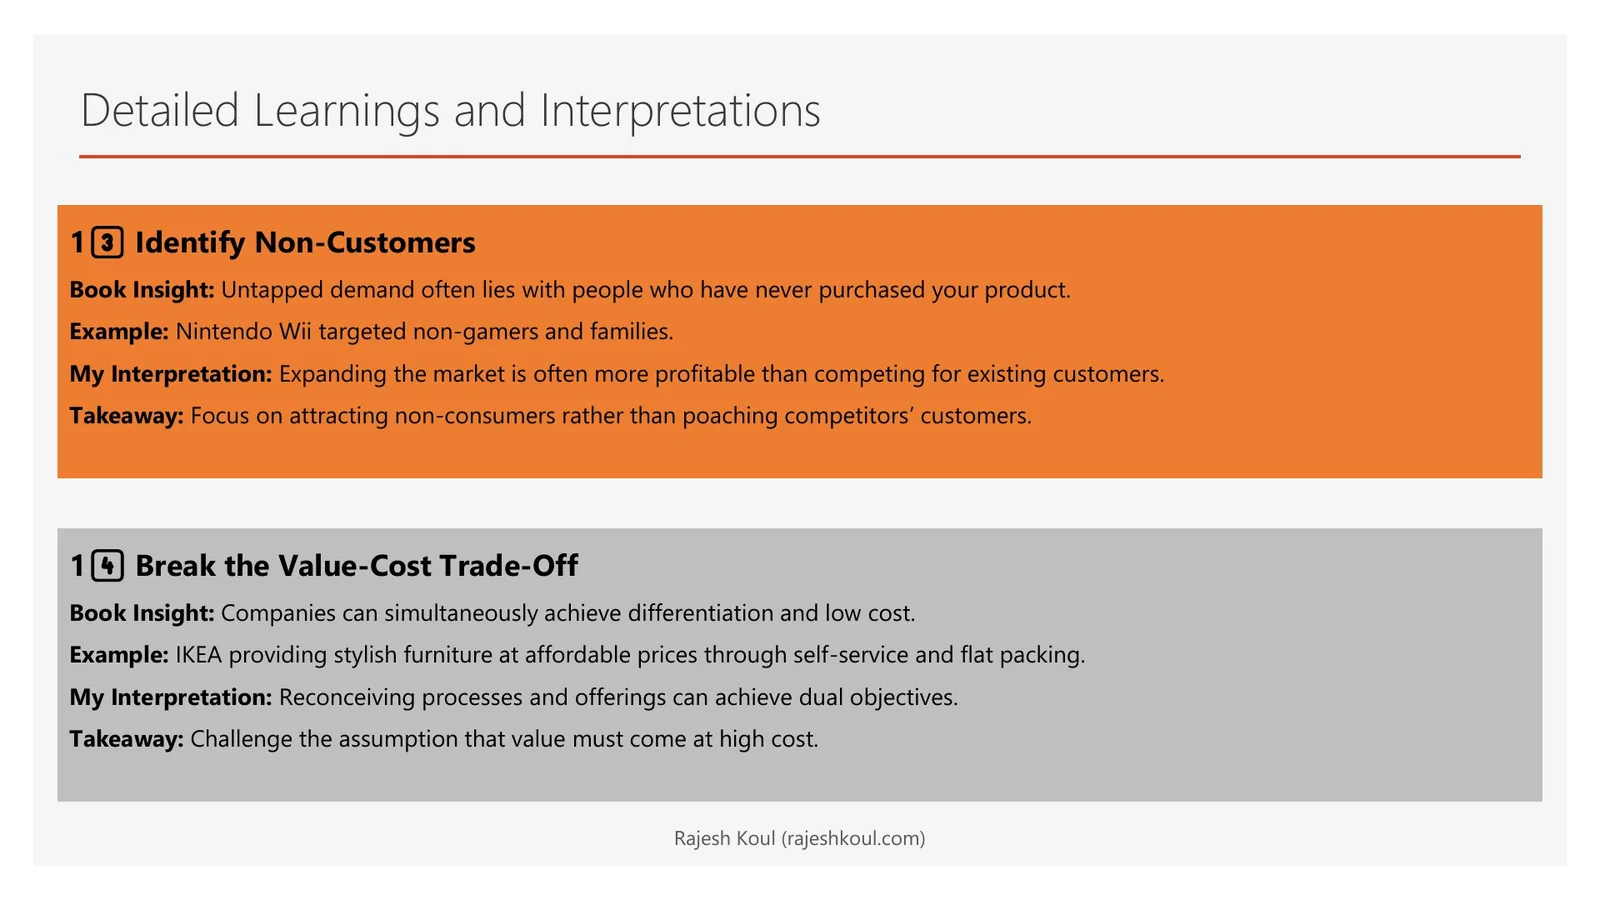 Detailed Learnings and Interpretations
13️⃣ Identify Non-Customers
Book Insight: Untapped demand often lies with people who have never purchased your product.
Example: Nintendo Wii targeted non-gamers and families.
My Interpretation: Expanding the market is often more profitable than competing for existing customers.
Takeaway: Focus on attracting non-consumers rather than poaching competitors’ customers.
14️⃣ Break the Value-Cost Trade-Off
Book Insight: Companies can simultaneously achieve differentiation and low cost.
Example: IKEA providing stylish furniture at affordable prices through self-service and flat packing.
My Interpretation: Reconceiving processes and offerings can achieve dual objectives.
Takeaway: Challenge the assumption that value must come at high cost.
Rajesh Koul (rajeshkoul.com)